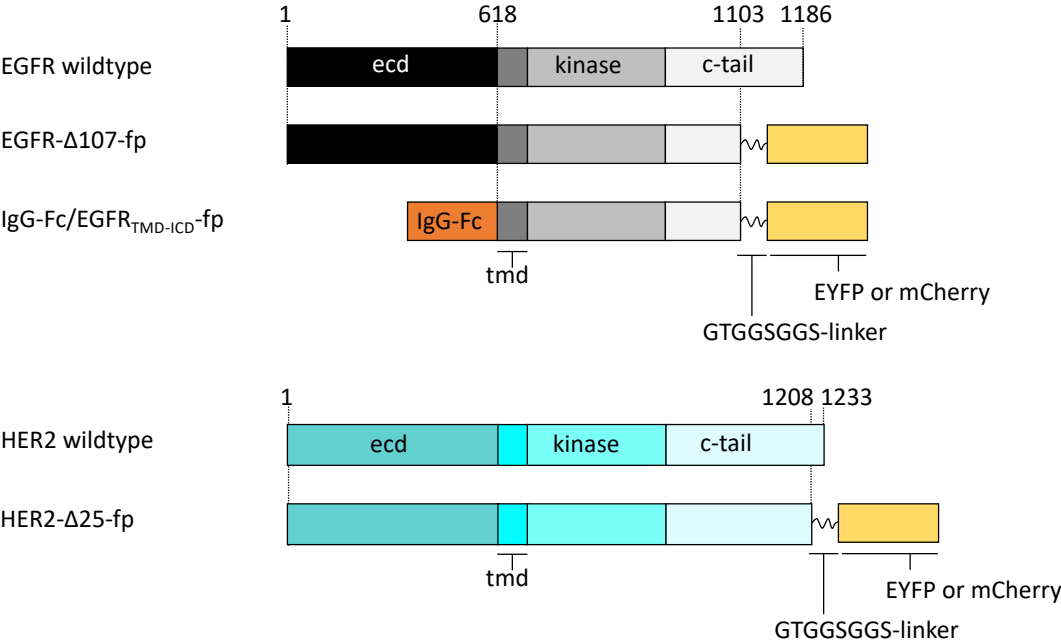 1 618 1103 1186
EGFR wildtype ecd kinase c-tail
EGFR-Δ107-fp
IgG-Fc/EGFRTMD-ICD-fp IgG-Fc
tmd
EYFP or mCherry
GTGGSGGS-linker
1 1208 1233
HER2 wildtype ecd kinase c-tail
HER2-Δ25-fp
tmd
EYFP or mCherry
GTGGSGGS-linker